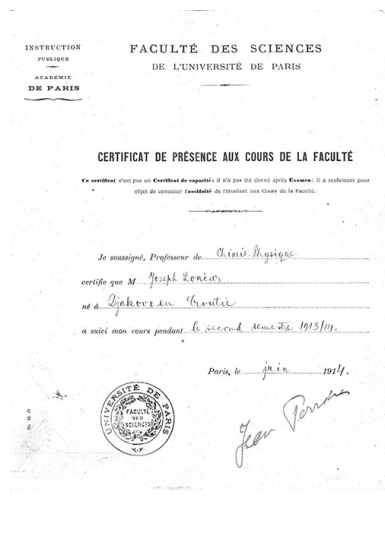 INSTRUCTION
PUBLIQUE
ACADÉMIE
DE PARIS
FACULTÉ DES SCIENCES
DE L'UNIVERSITÉ DE PARIS
CERTIFICAT DE PRÉSENCE AUX COURS DE LA FACULTÉ
Ce certificat n'est pas un Certificat de capacité: il n'a pas été donné après Examen; il a seulement pour
objet de constater l'assiduité de l'étudiant aux Cours de la Faculté.
Je soussigné, Professeur de Chimie Physique
certifie que M Joseph Lončar
né à Djakovo en Croatie
a suivi mon cours pendant le second semestre 1913/14.
Paris, le juin 1914.
UNIVERSITÉ DE PARIS
FACULTÉ
DES
SCIENCES
Jean Perrin